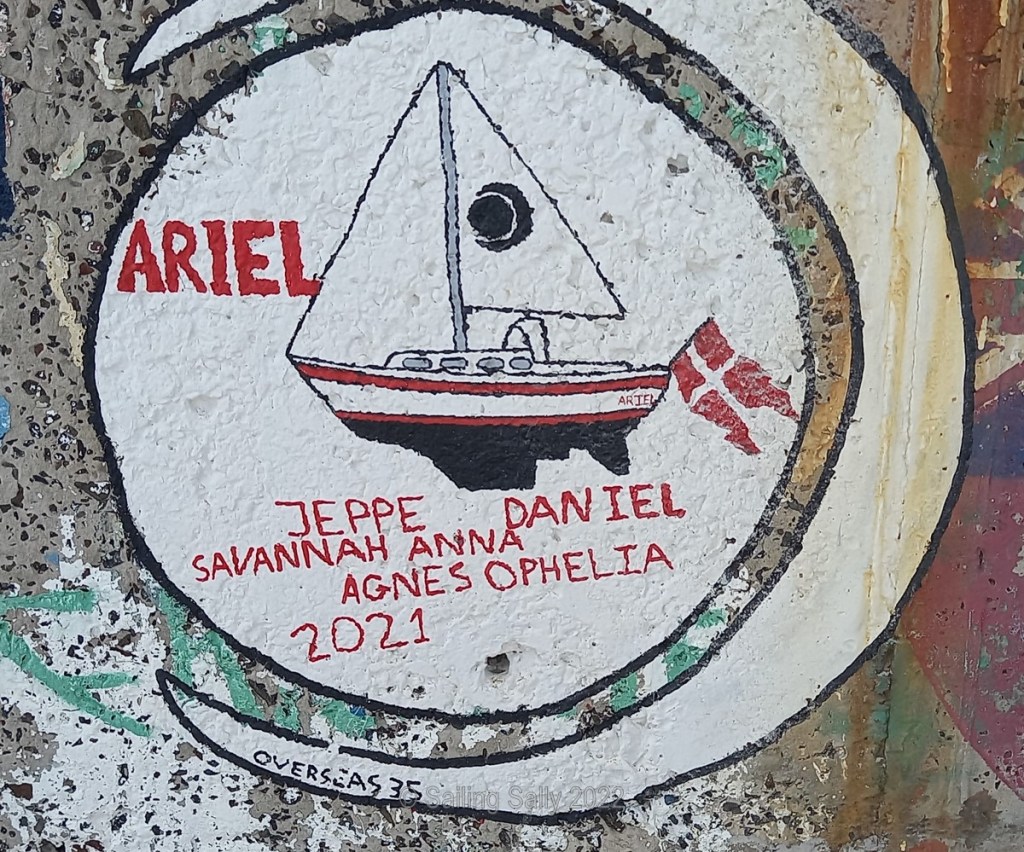 ARIEL
ARIEL
JEPPE DANIEL
SAVANNAH ANNA
AGNES OPHELIA
2021
OVERSEAS 35
© Sailing Sally 2022